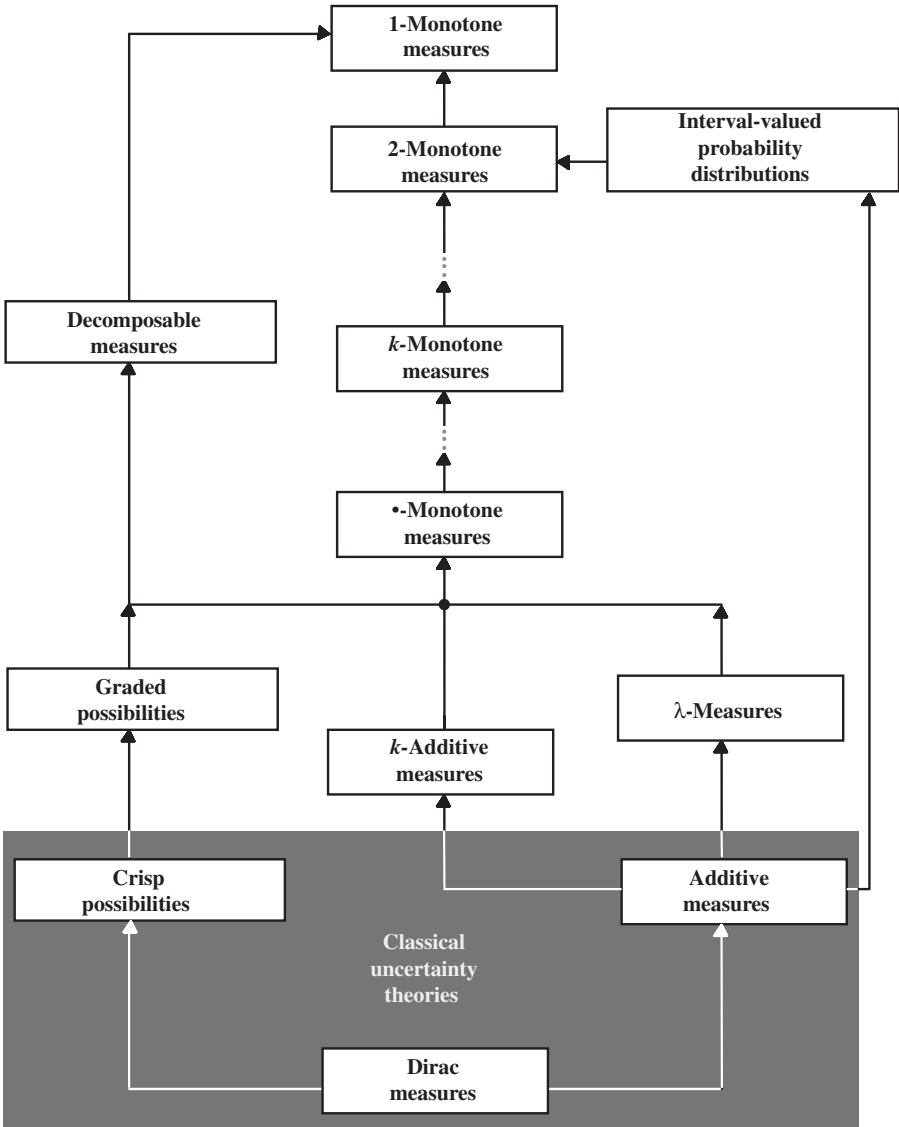 1-Monotone
measures
2-Monotone
measures
Interval-valued
probability
distributions
Decomposable
measures
k-Monotone
measures
•-Monotone
measures
Graded
possibilities
λ-Measures
k-Additive
measures
Crisp
possibilities
Additive
measures
Classical
uncertainty
theories
Dirac
measures